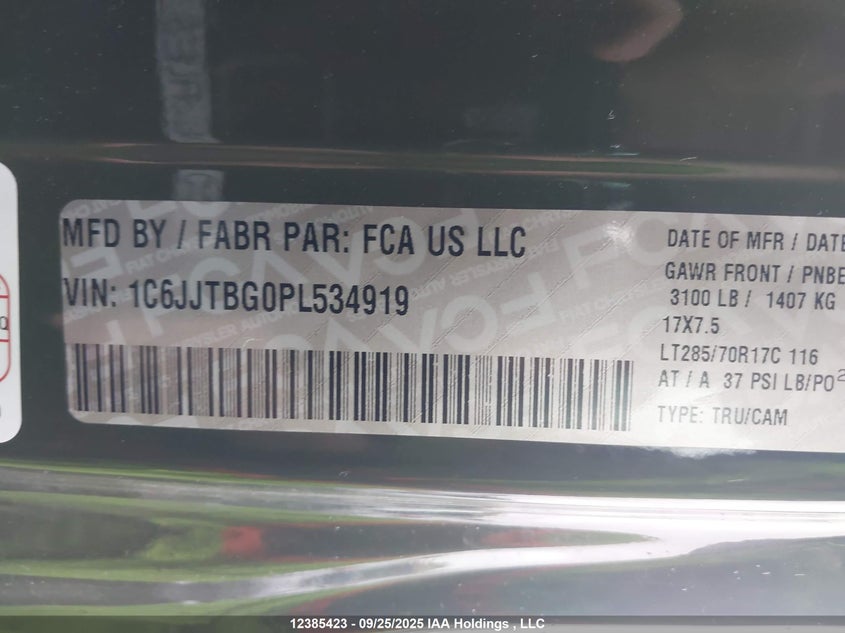 MFD BY / FABR PAR: FCA US LLC
VIN: 1C6JJTBG0PL534919
DATE OF MFR / DATE
GAWR FRONT / PNBE
3100 LB / 1407 KG
17X7.5
LT285/70R17C 116
AT / A 37 PSI LB/PO²
TYPE: TRU/CAM
12385423 - 09/25/2025 IAA Holdings , LLC